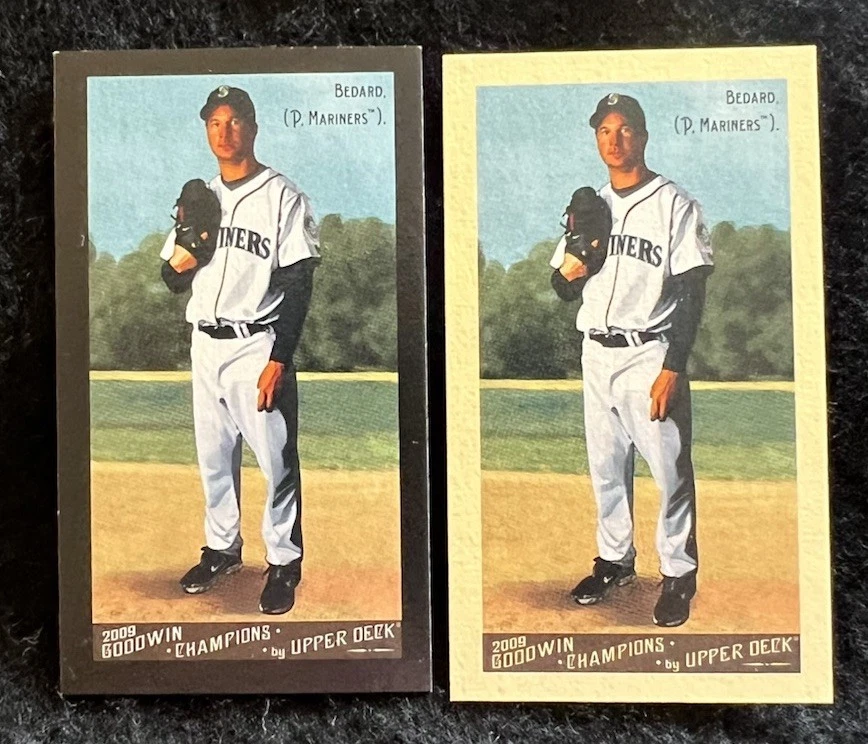 BEDARD,
(P. MARINERS™).
INERS
2009
GOODWIN
• CHAMPIONS •
• by UPPER DECK
BEDARD,
(P. MARINERS™).
INERS
2009
GOODWIN
• CHAMPIONS •
• by UPPER DECK